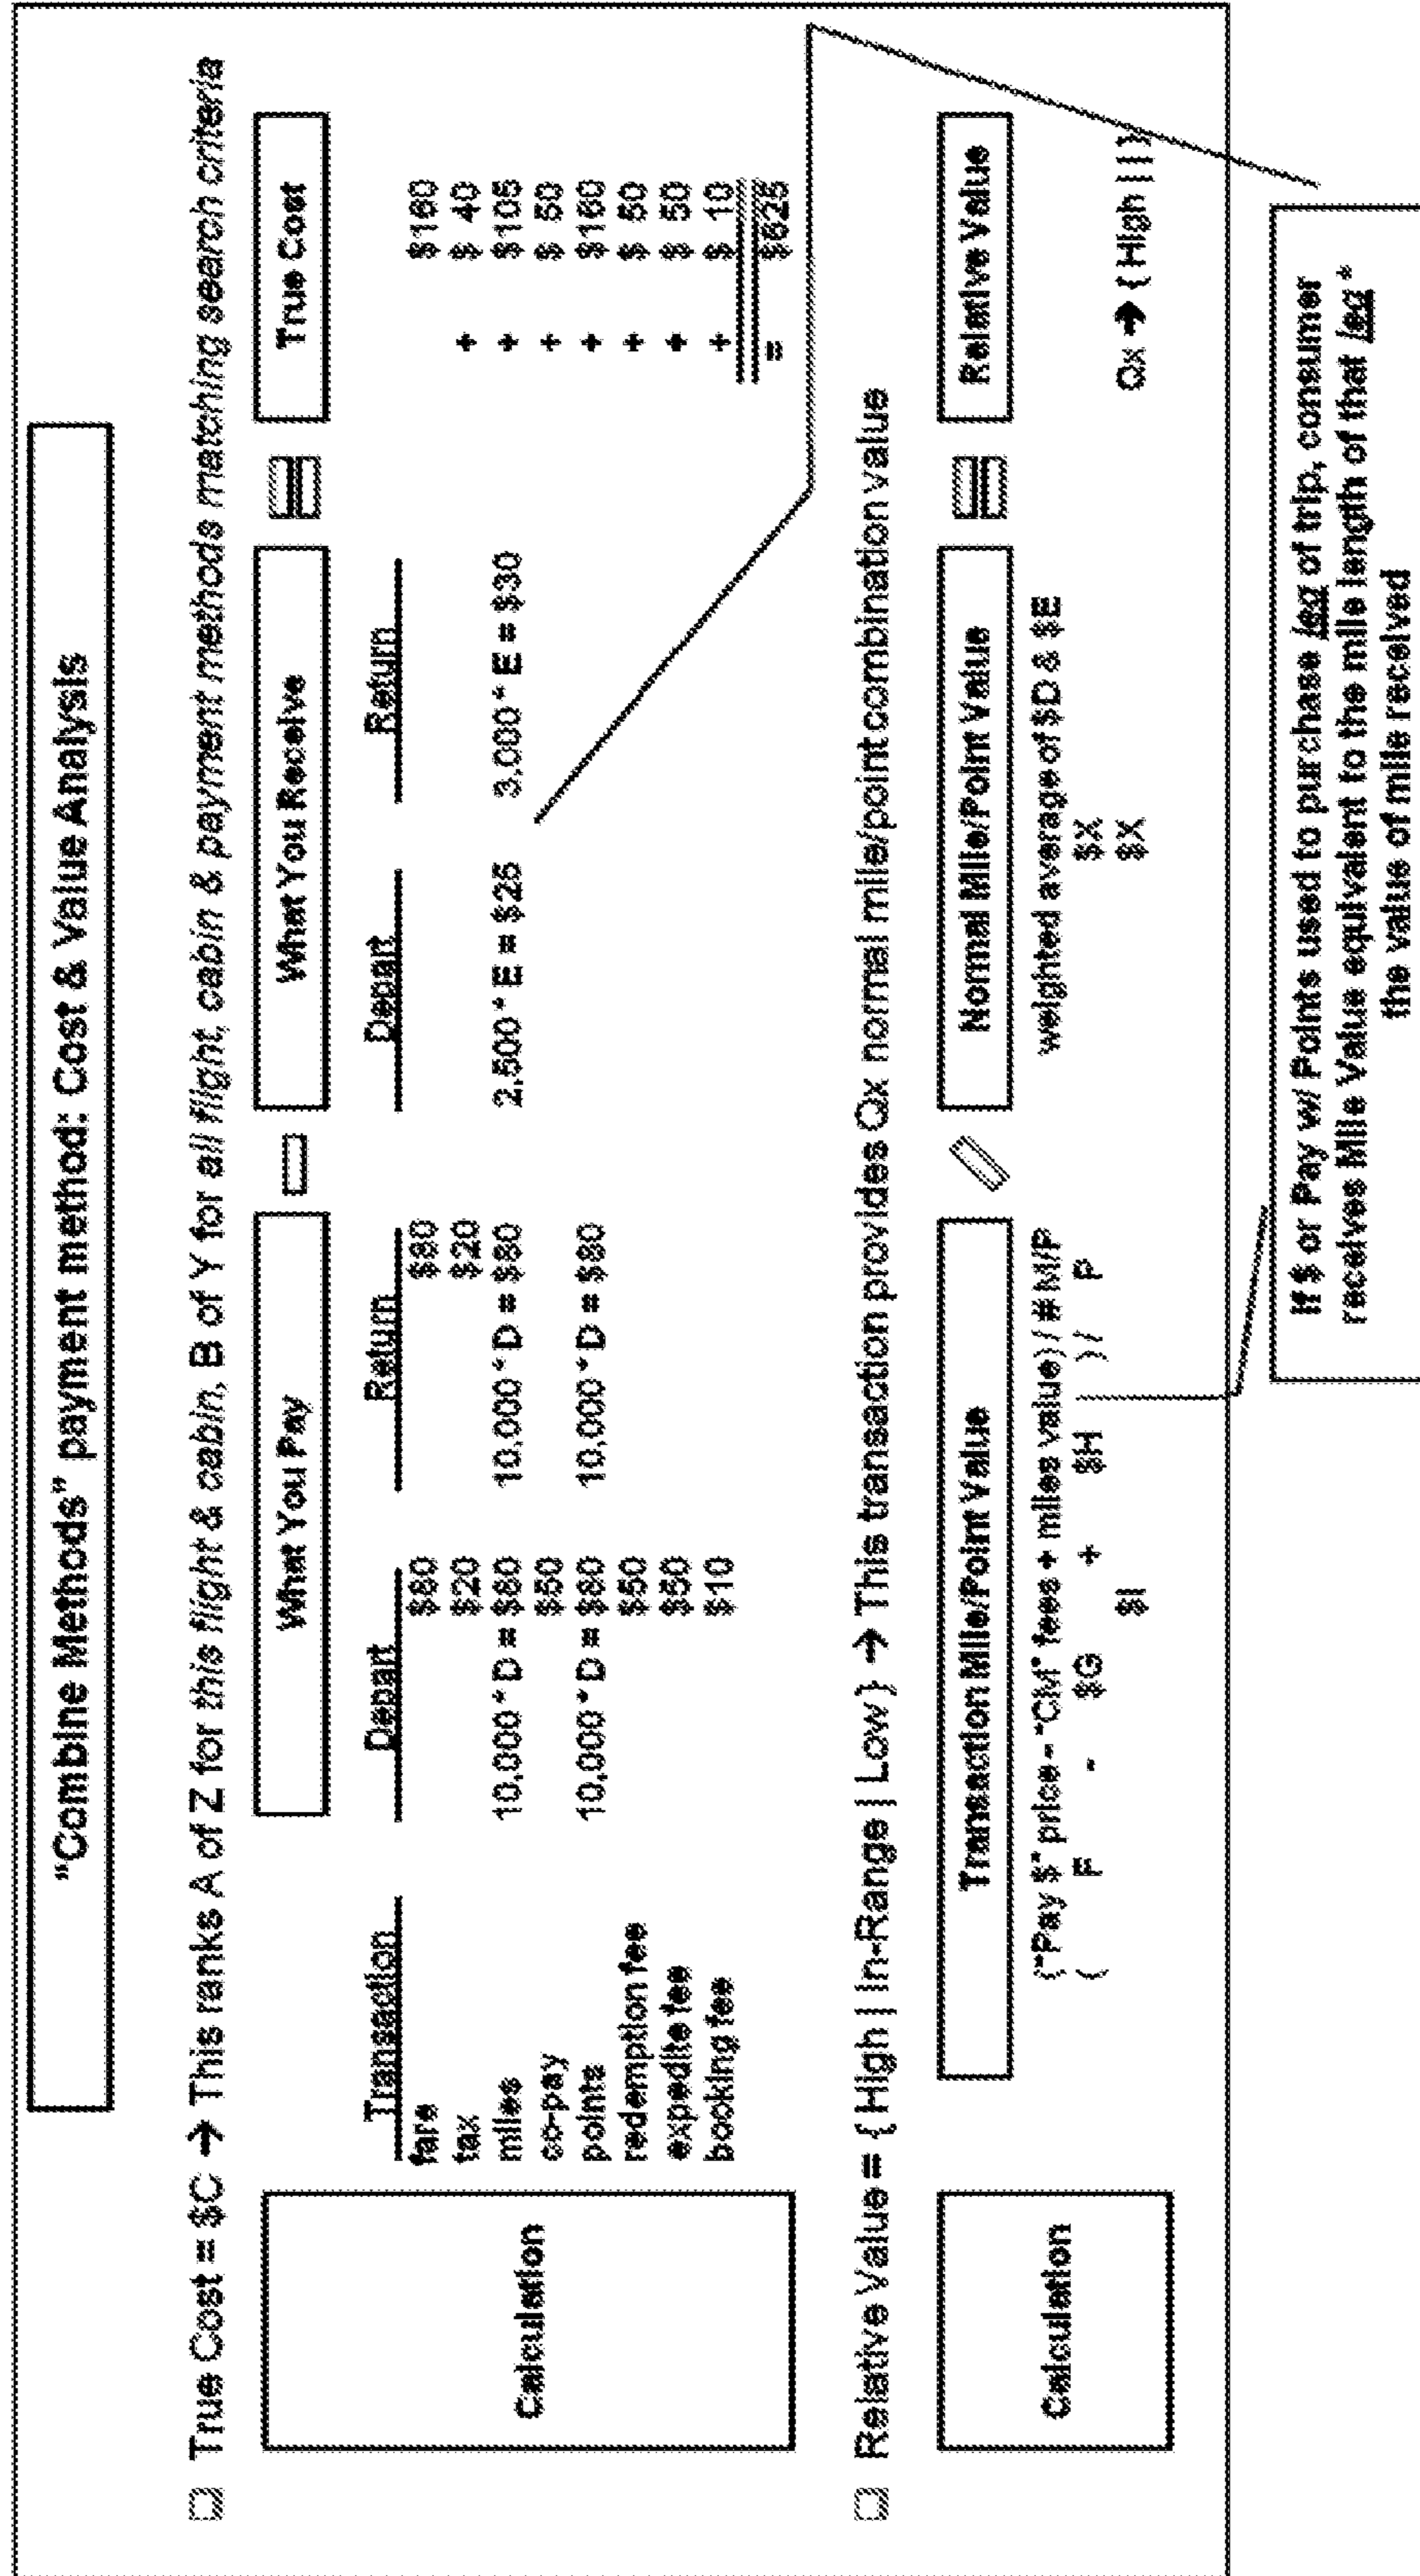 "Combine Methods" payment method: Cost & Value Analysis
True Cost = $C → This ranks A of Z for this flight & cabin, B of Y for all flight, cabin & payment methods matching search criteria
Calculation
What You Pay
What You Receive
True Cost
Transaction Depart Return Depart Return
fare $80 $80 $160
tax $20 $20 + $ 40
miles 10,000 * D = $80 10,000 * D = $80 2,500 * E = $25 3,000 * E = $30 + $105
co-pay $50 + $ 50
points 10,000 * D = $80 10,000 * D = $80 + $160
redemption fee $50 + $ 50
expedite fee $50 + $ 50
booking fee $10 + $ 10
= $625
Relative Value = { High | In-Range | Low } → This transaction provides Qx normal mile/point combination value
Calculation
Transaction Mile/Point Value
Normal Mile/Point Value
Relative Value
("Pay $" price - "CM" fees + miles value) / # M/P weighted average of $D & $E
( F - $G + $H ) / P $X
$I $X Qx → { High | | }
If $ or Pay w/ Points used to purchase leg of trip, consumer
receives Mile Value equivalent to the mile length of that leg *
the value of mile received